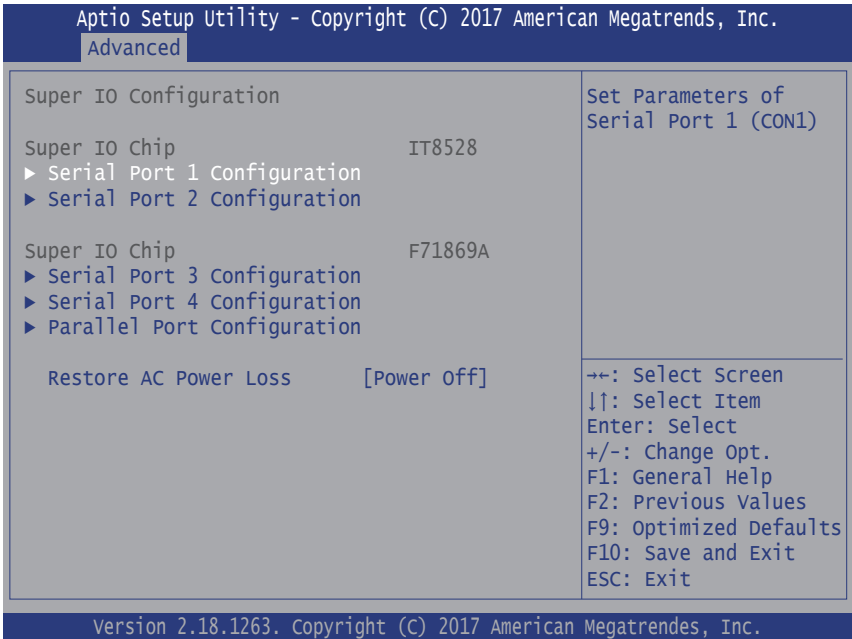 Aptio Setup Utility - Copyright (C) 2017 American Megatrends, Inc.
Advanced
Super IO Configuration
Super IO Chip IT8528
▶ Serial Port 1 Configuration
▶ Serial Port 2 Configuration
Super IO Chip F71869A
▶ Serial Port 3 Configuration
▶ Serial Port 4 Configuration
▶ Parallel Port Configuration
Restore AC Power Loss [Power Off]
Set Parameters of
Serial Port 1 (CON1)
→←: Select Screen
↓↑: Select Item
Enter: Select
+/-: Change Opt.
F1: General Help
F2: Previous Values
F9: Optimized Defaults
F10: Save and Exit
ESC: Exit
Version 2.18.1263. Copyright (C) 2017 American Megatrendes, Inc.